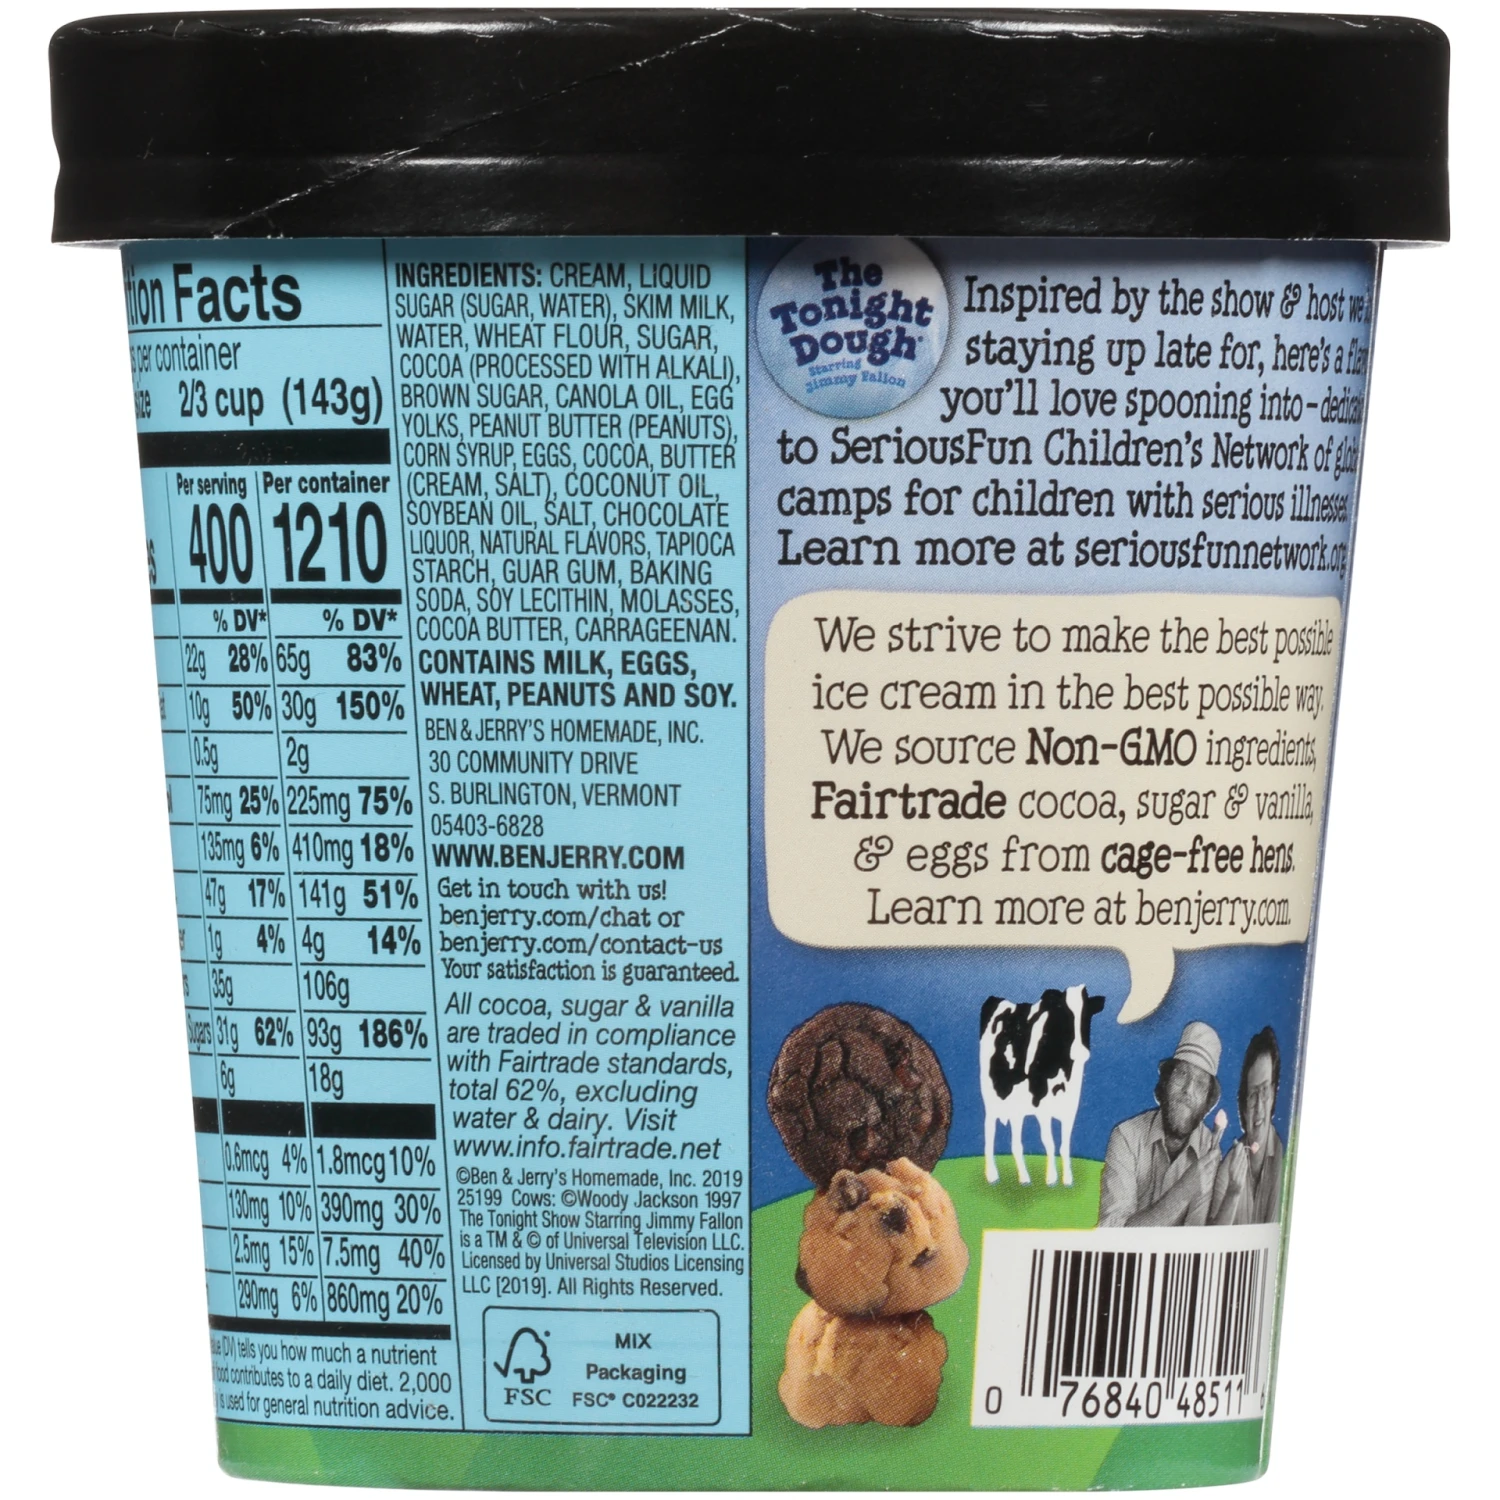 Facts
per container
2/3 cup (143g)
Per serving Per container
400 1210
% DV* % DV*
22g 28% 65g 83%
10g 50% 30g 150%
0.5g 2g
75mg 25% 225mg 75%
135mg 6% 410mg 18%
47g 17% 141g 51%
1g 4% 4g 14%
35g 106g
Sugars 31g 62% 93g 186%
6g 18g
0.6mcg 4% 1.8mcg 10%
130mg 10% 390mg 30%
2.5mg 15% 7.5mg 40%
290mg 6% 860mg 20%
(DV) tells you how much a nutrient
food contributes to a daily diet. 2,000
is used for general nutrition advice.
INGREDIENTS: CREAM, LIQUID
SUGAR (SUGAR, WATER), SKIM MILK,
WATER, WHEAT FLOUR, SUGAR,
COCOA (PROCESSED WITH ALKALI),
BROWN SUGAR, CANOLA OIL, EGG
YOLKS, PEANUT BUTTER (PEANUTS),
CORN SYRUP, EGGS, COCOA, BUTTER
(CREAM, SALT), COCONUT OIL,
SOYBEAN OIL, SALT, CHOCOLATE
LIQUOR, NATURAL FLAVORS, TAPIOCA
STARCH, GUAR GUM, BAKING
SODA, SOY LECITHIN, MOLASSES,
COCOA BUTTER, CARRAGEENAN.
CONTAINS MILK, EGGS,
WHEAT, PEANUTS AND SOY.
BEN & JERRY'S HOMEMADE, INC.
30 COMMUNITY DRIVE
S. BURLINGTON, VERMONT
05403-6828
WWW.BENJERRY.COM
Get in touch with us!
benjerry.com/chat or
benjerry.com/contact-us
Your satisfaction is guaranteed.
All cocoa, sugar & vanilla
are traded in compliance
with Fairtrade standards,
total 62%, excluding
water & dairy. Visit
www.info.fairtrade.net
©Ben & Jerry's Homemade, Inc. 2019
25199 Cows: ©Woody Jackson 1997
The Tonight Show Starring Jimmy Fallon
is a TM & © of Universal Television LLC.
Licensed by Universal Studios Licensing
LLC [2019]. All Rights Reserved.
FSC
MIX
Packaging
FSC® C022232
The
Tonight
Dough
Starring
Jimmy Fallon
Inspired by the show & host we
staying up late for, here's a
you'll love spooning into-
to SeriousFun Children's Network of
camps for children with serious illnesses.
Learn more at seriousfunnetwork.org
We strive to make the best possible
ice cream in the best possible way.
We source Non-GMO ingredients,
Fairtrade cocoa, sugar & vanilla,
& eggs from cage-free hens.
Learn more at benjerry.com.
0 76840 48511 6